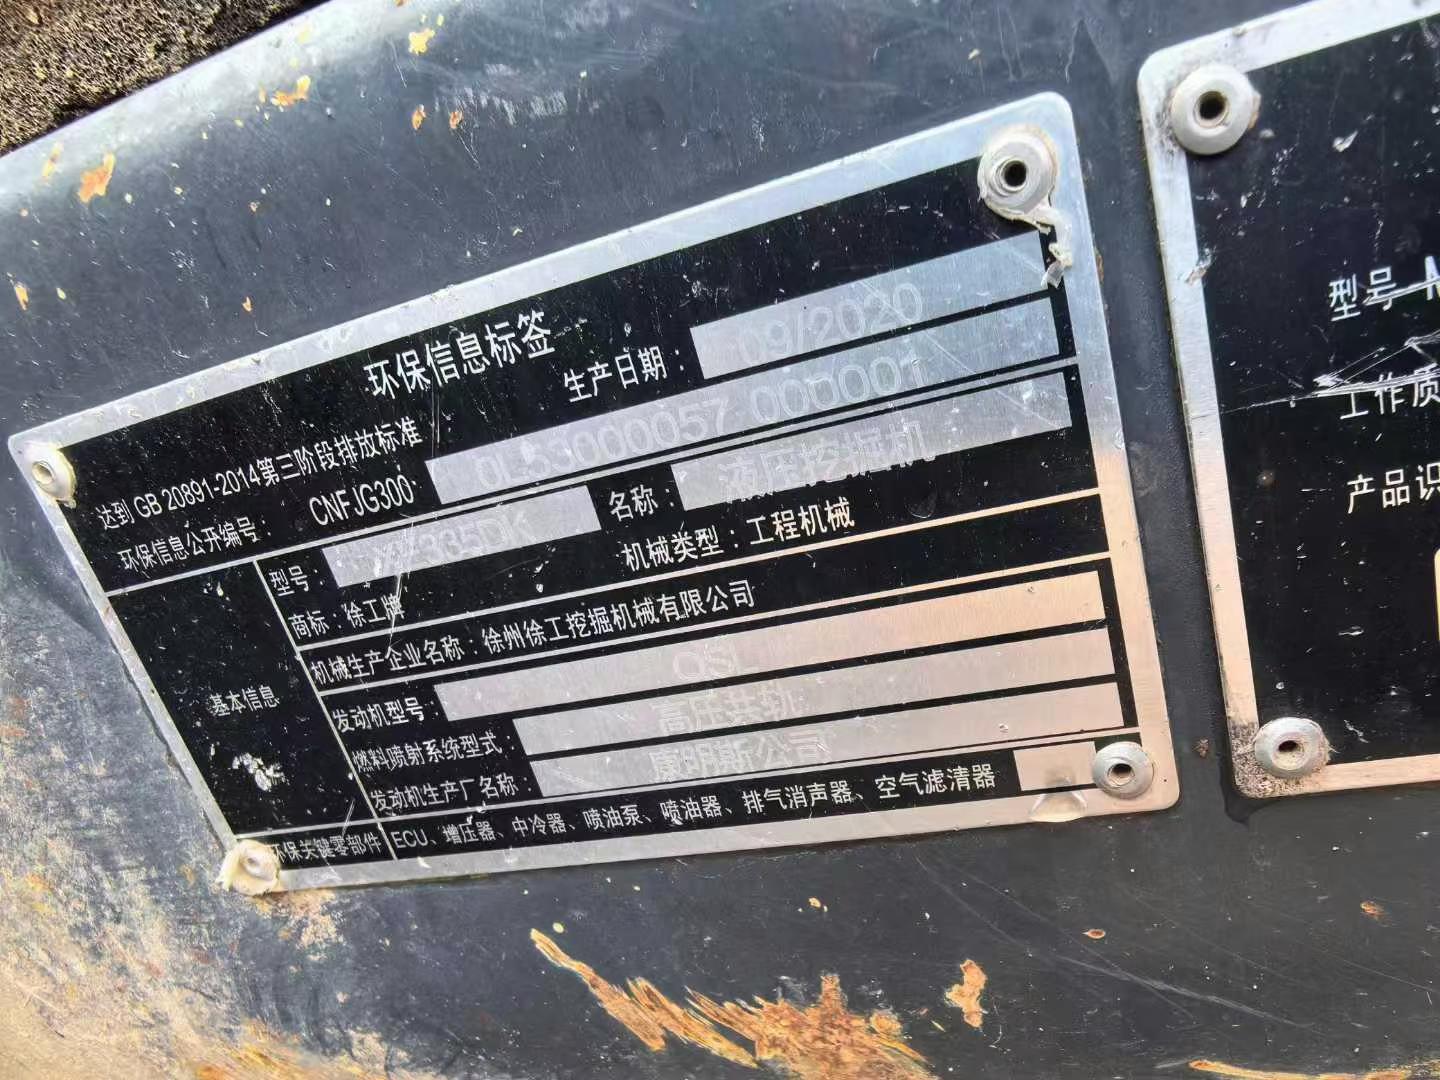 环保信息标签
生产日期： 09/2020
达到 GB 20891-2014第三阶段排放标准
环保信息公开编号： CNFJG300 0L53000057 000001
型号： 335DK 名称： 液压挖掘机
商标：徐工牌 机械类型：工程机械
机械生产企业名称：徐州徐工挖掘机械有限公司
基本信息
发动机型号： QSL
燃料喷射系统型式： 高压共轨
发动机生产厂名称： 康明斯公司
环保关键零部件 ECU、增压器、中冷器、喷油泵、喷油器、排气消声器、空气滤清器
型号
工作质
产品识